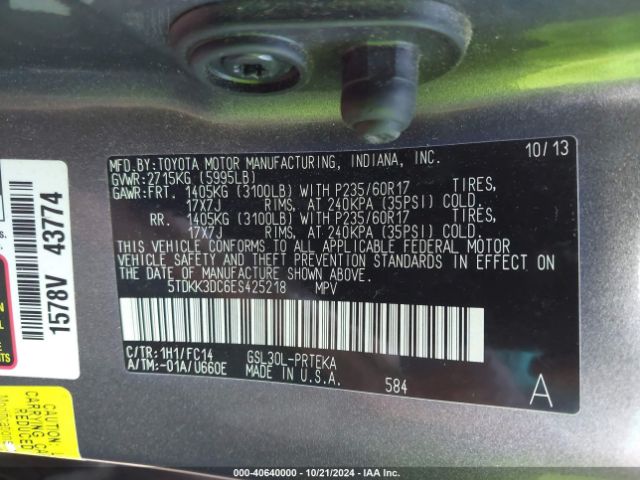 MFD.BY:TOYOTA MOTOR MANUFACTURING, INDIANA, INC. 10/13
GVWR:2715KG (5995LB)
GAWR:FRT. 1405KG (3100LB) WITH P235/60R17 TIRES,
17X7J RIMS, AT 240KPA (35PSI) COLD.
RR. 1405KG (3100LB) WITH P235/60R17 TIRES,
17X7J RIMS, AT 240KPA (35PSI) COLD.
THIS VEHICLE CONFORMS TO ALL APPLICABLE FEDERAL MOTOR
VEHICLE SAFETY AND THEFT PREVENTION STANDARDS IN EFFECT ON
THE DATE OF MANUFACTURE SHOWN ABOVE.
5TDKK3DC6ES425218 MPV
C/TR:1H1/FC14 GSL30L-PRTEKA
A/TM:-01A/U660E MADE IN U.S.A. 584 A
1578V 43774
CAUTION
CARRYING CA
REDUCED
000-40640000 - 10/21/2024 - IAA Inc.